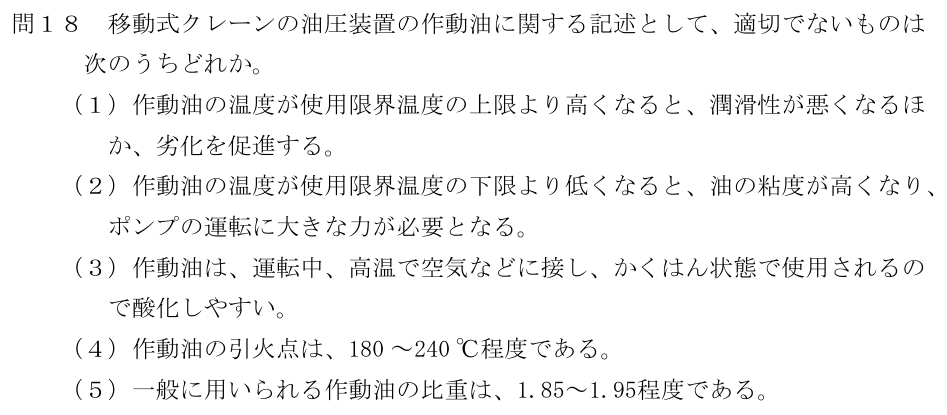 問１８　移動式クレーンの油圧装置の作動油に関する記述として、適切でないものは
次のうちどれか。
（１）作動油の温度が使用限界温度の上限より高くなると、潤滑性が悪くなるほ
か、劣化を促進する。
（２）作動油の温度が使用限界温度の下限より低くなると、油の粘度が高くなり、
ポンプの運転に大きな力が必要となる。
（３）作動油は、運転中、高温で空気などに接し、かくはん状態で使用されるの
で酸化しやすい。
（４）作動油の引火点は、180 ～240 ℃程度である。
（５）一般に用いられる作動油の比重は、1.85～1.95程度である。